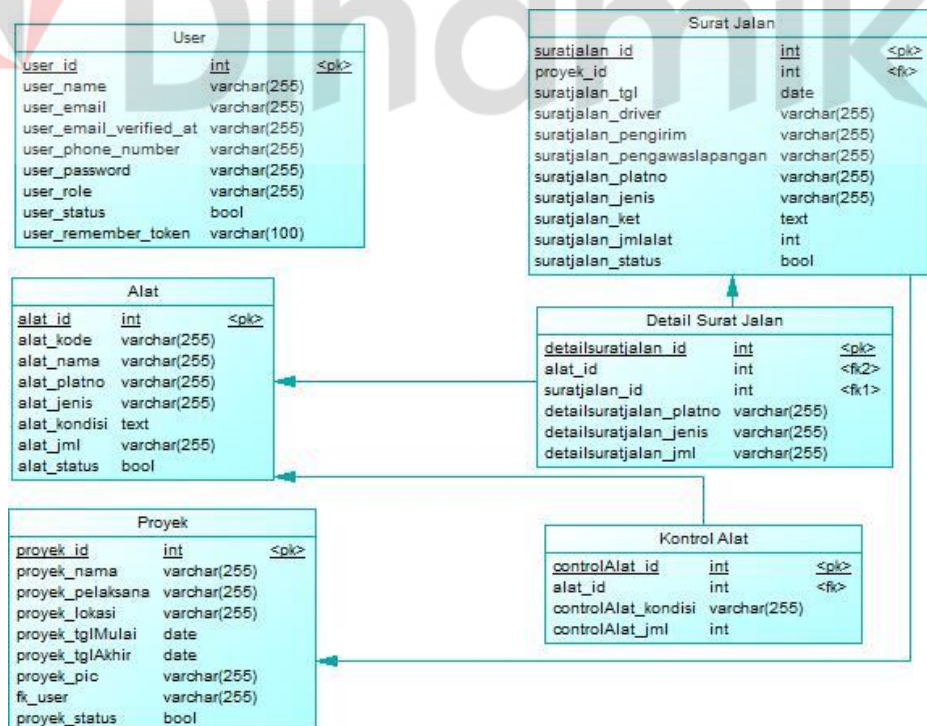 Dinamik
User
user_id int <pk>
user_name varchar(255)
user_email varchar(255)
user_email_verified_at varchar(255)
user_phone_number varchar(255)
user_password varchar(255)
user_role varchar(255)
user_status bool
user_remember_token varchar(100)
Surat Jalan
suratjalan_id int <pk>
proyek_id int <fk>
suratjalan_tgl date
suratjalan_driver varchar(255)
suratjalan_pengirim varchar(255)
suratjalan_pengawaslapangan varchar(255)
suratjalan_platno varchar(255)
suratjalan_jenis varchar(255)
suratjalan_ket text
suratjalan_jmlalat int
suratjalan_status bool
Alat
alat_id int <pk>
alat_kode varchar(255)
alat_nama varchar(255)
alat_platno varchar(255)
alat_jenis varchar(255)
alat_kondisi text
alat_jml varchar(255)
alat_status bool
Detail Surat Jalan
detailsuratjalan_id int <pk>
alat_id int <fk2>
suratjalan_id int <fk1>
detailsuratjalan_platno varchar(255)
detailsuratjalan_jenis varchar(255)
detailsuratjalan_jml varchar(255)
Proyek
proyek_id int <pk>
proyek_nama varchar(255)
proyek_pelaksana varchar(255)
proyek_lokasi varchar(255)
proyek_tglMulai date
proyek_tglAkhir date
proyek_pic varchar(255)
fk_user varchar(255)
proyek_status bool
Kontrol Alat
controlAlat_id int <pk>
alat_id int <fk>
controlAlat_kondisi varchar(255)
controlAlat_jml int